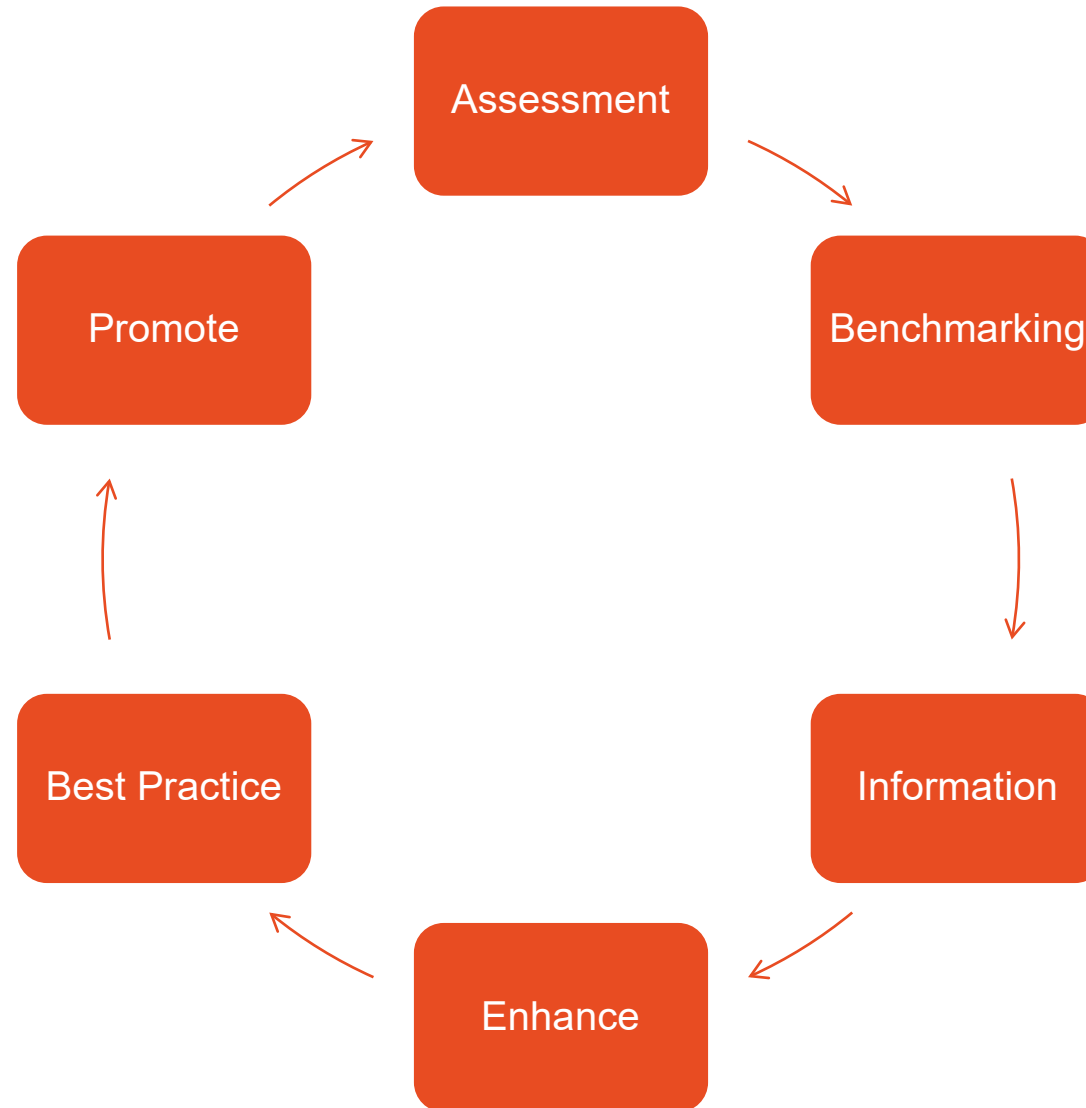 Assessment
Benchmarking
Information
Enhance
Best Practice
Promote